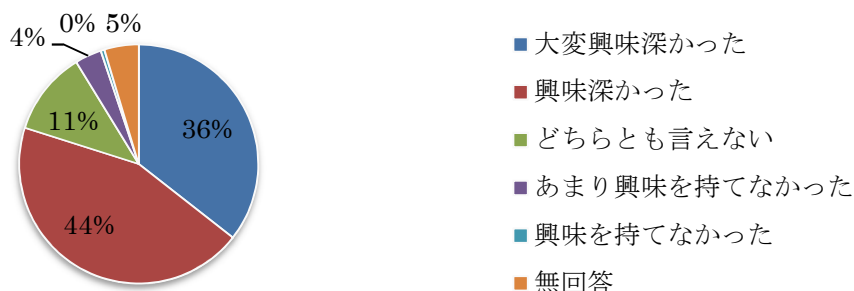 4%
0%
5%
11%
36%
44%
大変興味深かった
興味深かった
どちらとも言えない
あまり興味を持てなかった
興味を持てなかった
無回答